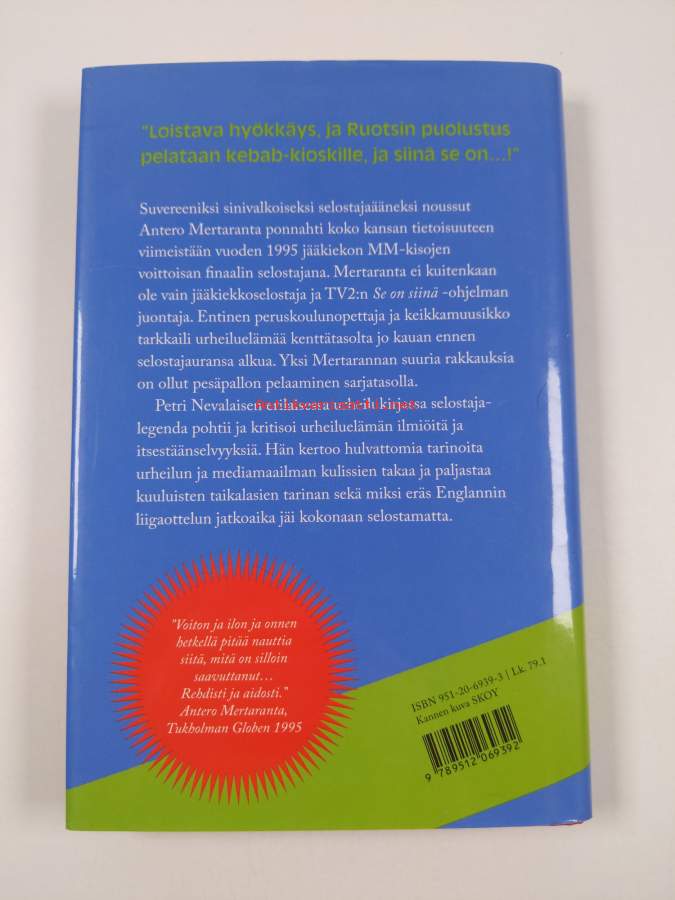 "Loistava hyökkäys, ja Ruotsin puolustus
pelataan kebab-kioskille, ja siinä se on...!"
Suvereeniksi sinivalkoiseksi selostajaääneksi noussut
Antero Mertaranta ponnahti koko kansan tietoisuuteen
viimeistään vuoden 1995 jääkiekon MM-kisojen
voittoisan finaalin selostajana. Mertaranta ei kuitenkaan
ole vain jääkiekkoselostaja ja TV2:n Se on siinä -ohjelman
juontaja. Entinen peruskoulunopettaja ja keikkamuusikko
tarkkaili urheiluelämää kenttätasolta jo kauan ennen
selostajauransa alkua. Yksi Mertarannan suuria rakkauksia
on ollut pesäpallon pelaaminen sarjatasolla.
Petri Nevalaisen selostaja-
legenda pohtii ja kritisoi urheiluelämän ilmiöitä ja
itsestäänselvyyksiä. Hän kertoo hulvattomia tarinoita
urheilun ja mediamaailman kulissien takaa ja paljastaa
kuuluisten taikalasien tarinan sekä miksi eräs Englannin
liigaottelun jatkoaika jäi kokonaan selostamatta.
"Voiton ja ilon ja onnen
hetkellä pitää nauttia
siitä, mitä on silloin
saavuttanut...
Rehdisti ja aidosti."
Antero Mertaranta,
Tukholman Globen 1995
ISBN 951-20-6939-3 | Lk. 79.1
Kannen kuva SKOY
9 789512 069392